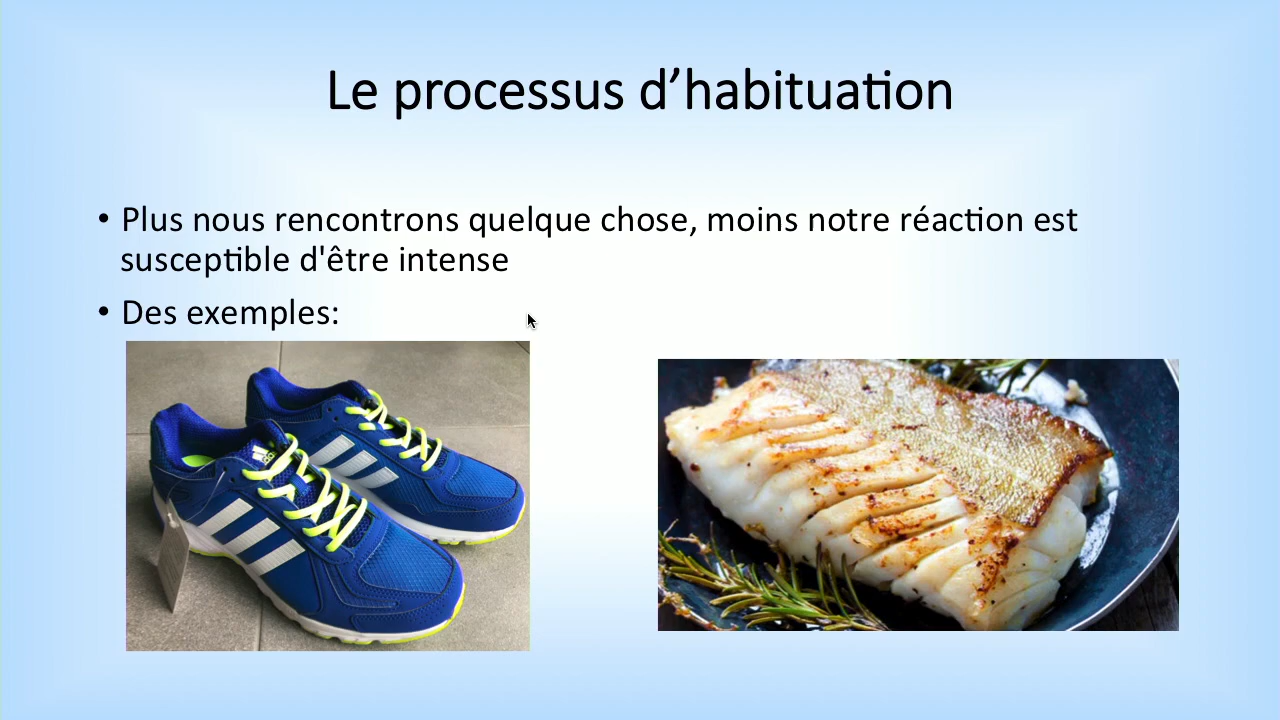 Le processus d’habituation
• Plus nous rencontrons quelque chose, moins notre réaction est
susceptible d'être intense
• Des exemples: